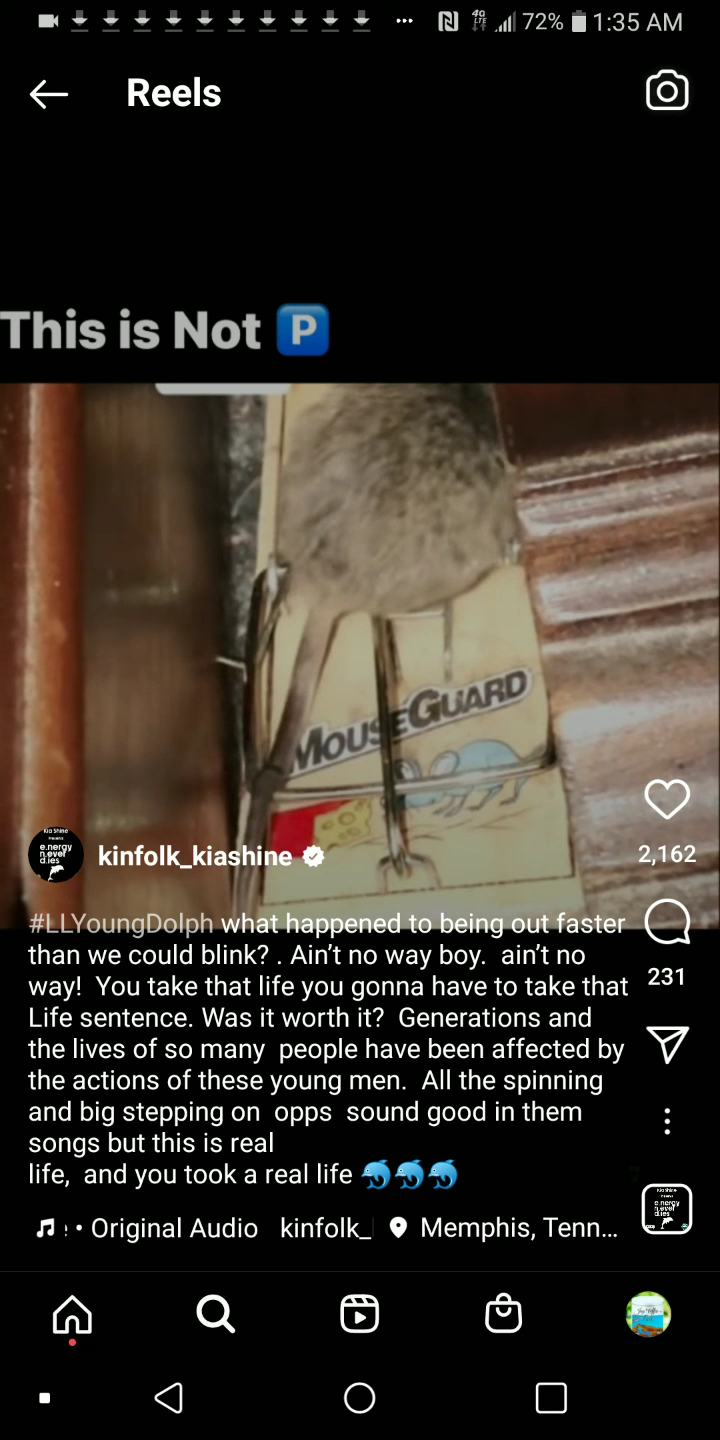 72% 1:35 AM
Reels
This is Not 🅿️
MOUSEGUARD
kinfolk_kiashine
#LLYoungDolph what happened to being out faster
than we could blink? . Ain’t no way boy.  ain’t no
way!  You take that life you gonna have to take that
Life sentence. Was it worth it?  Generations and
the lives of so many  people have been affected by
the actions of these young men.  All the spinning
and big stepping on  opps  sound good in them
songs but this is real
life,  and you took a real life 🐬🐬🐬
2,162
231
: • Original Audio kinfolk_ Memphis, Tenn...